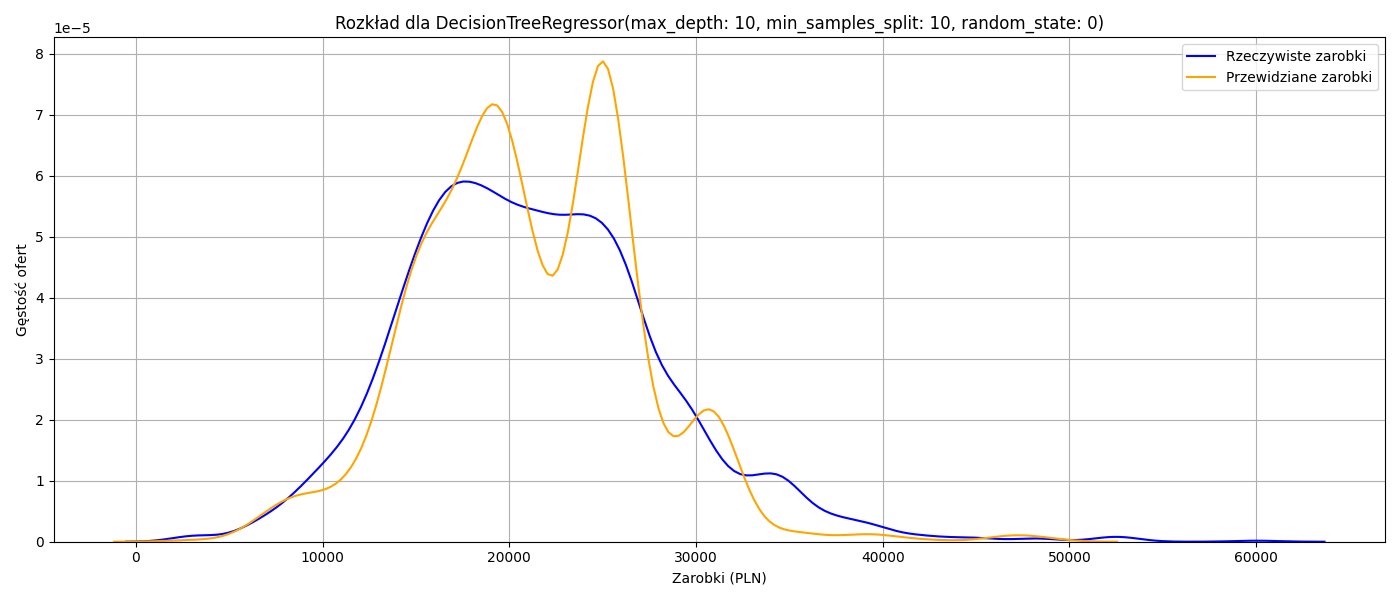 Rozkład dla DecisionTreeRegressor(max_depth: 10, min_samples_split: 10, random_state: 0)
1e−5
Rzeczywiste zarobki
Przewidziane zarobki
8
7
6
5
4
3
2
1
0
Gęstość ofert
0 10000 20000 30000 40000 50000 60000
Zarobki (PLN)